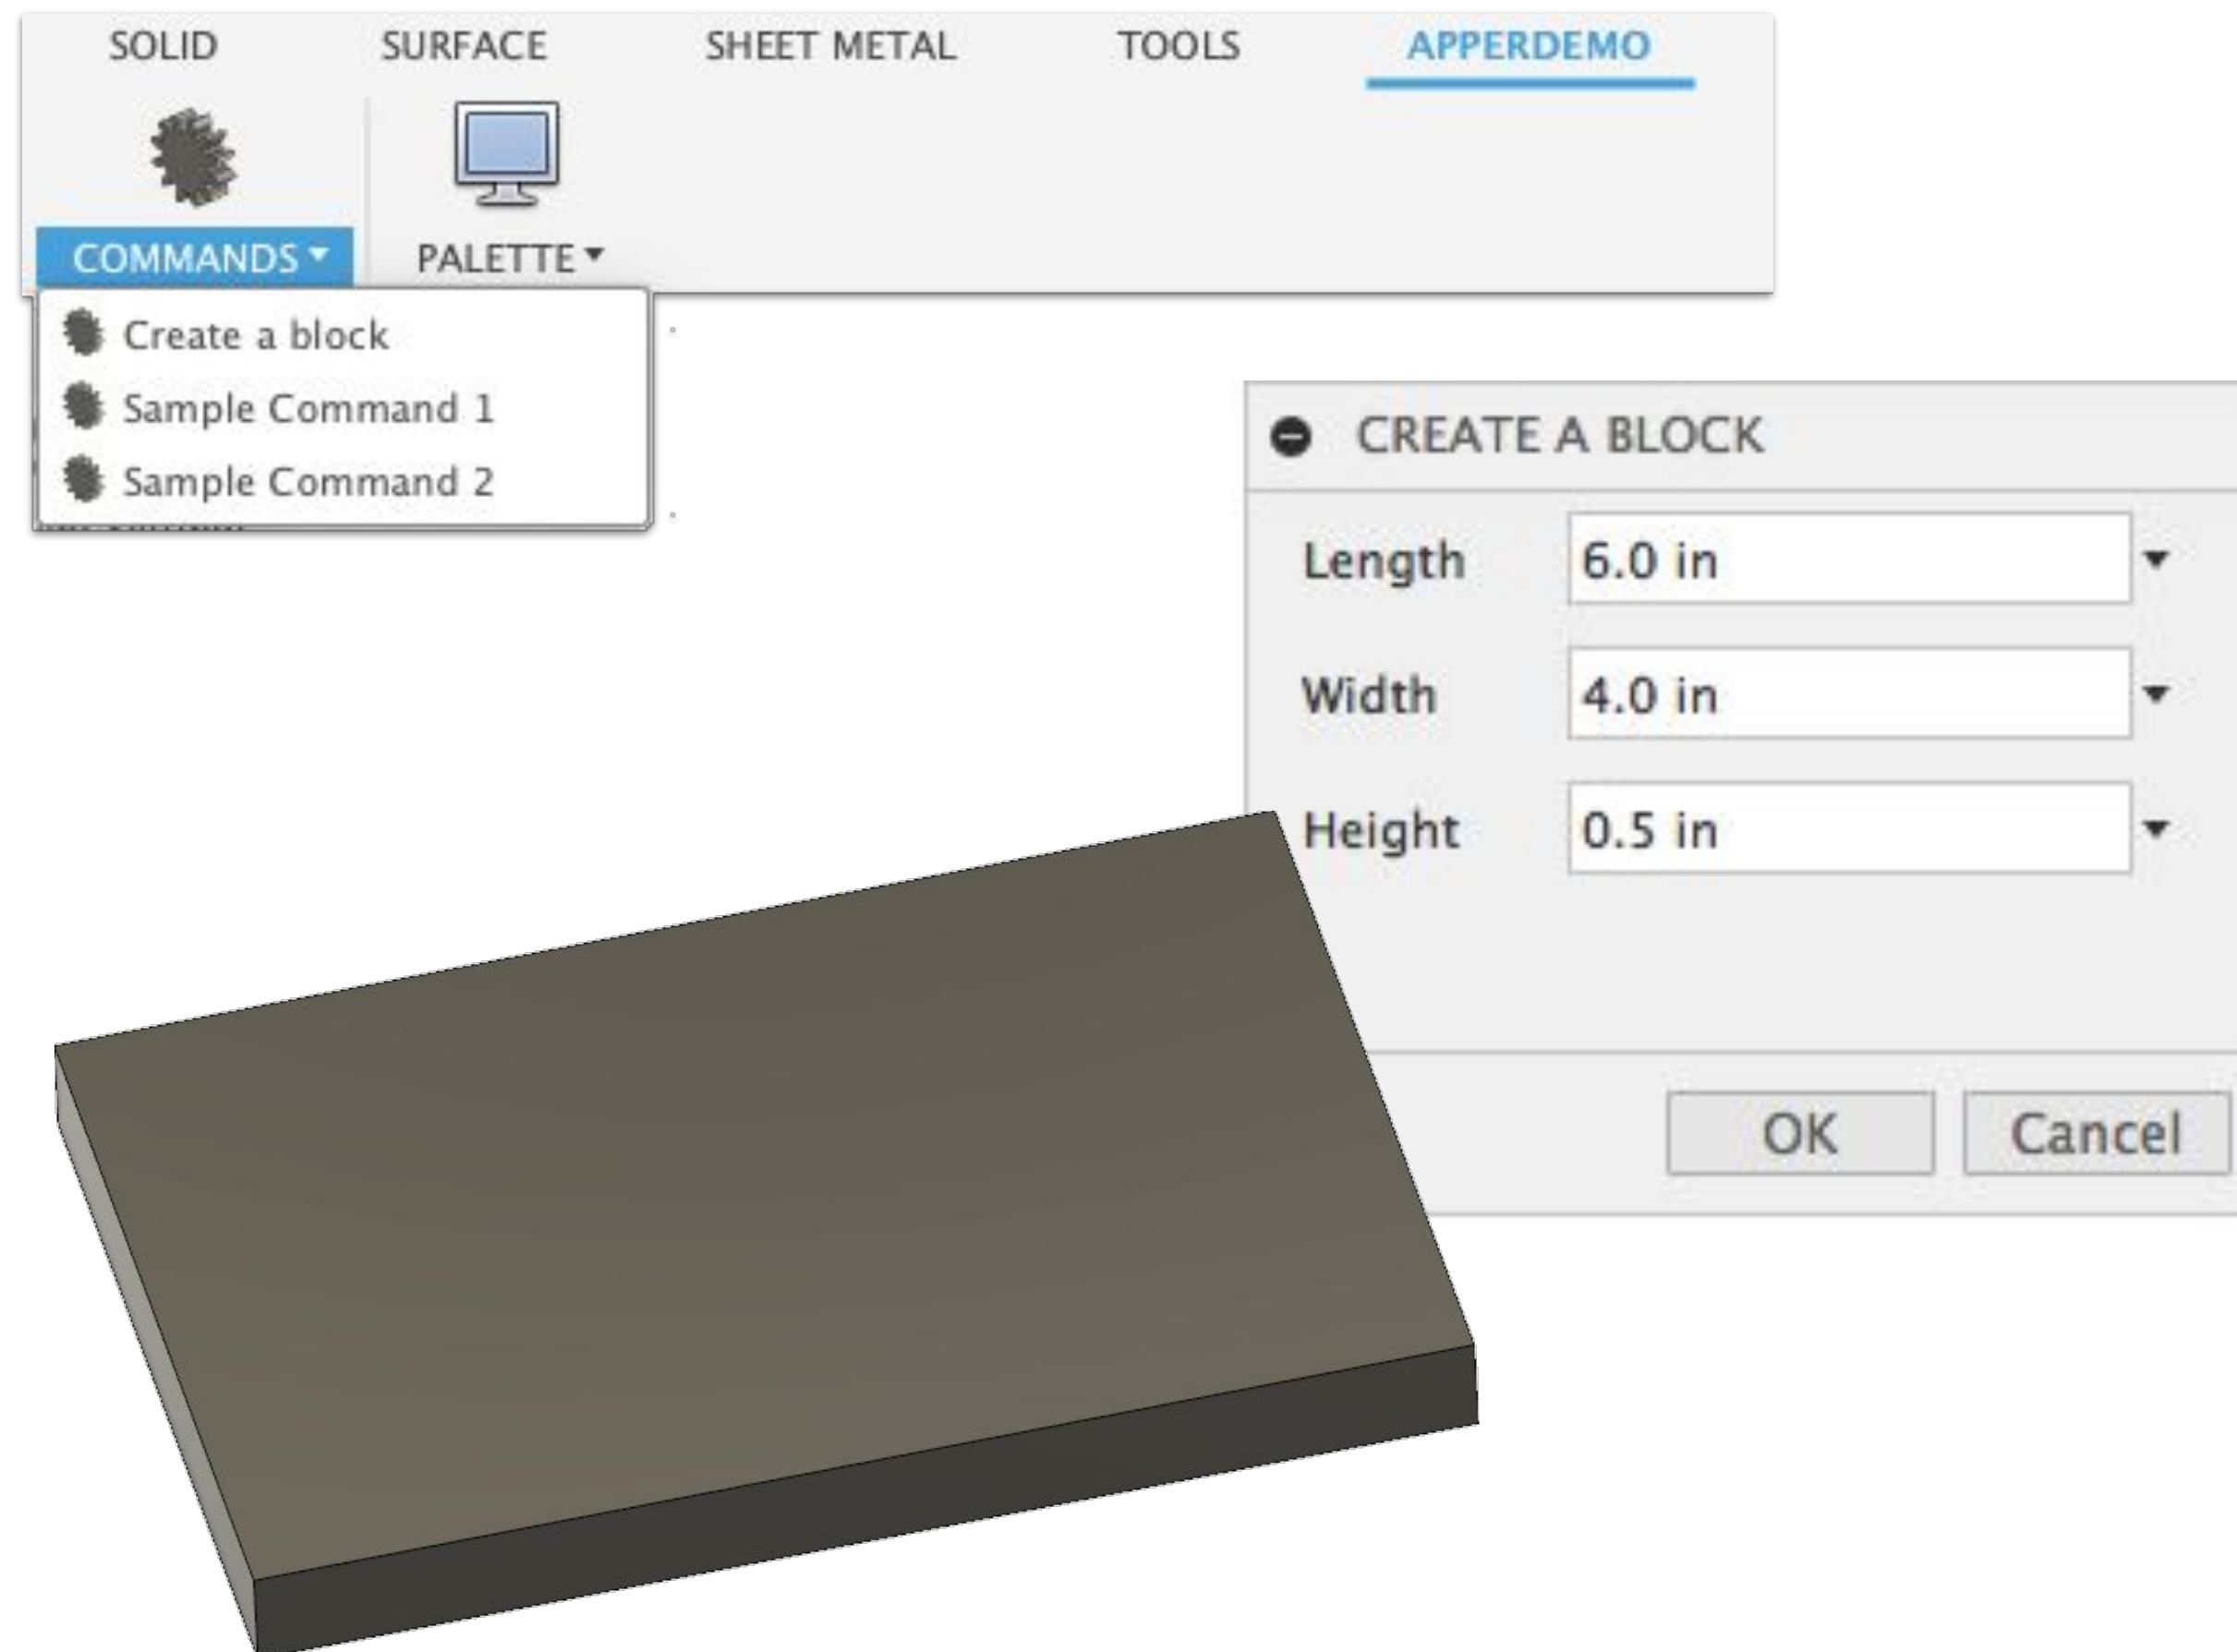 SOLID SURFACE SHEET METAL TOOLS APPERDEMO
COMMANDS PALETTE
Create a block
Sample Command 1
Sample Command 2
CREATE A BLOCK
Length 6.0 in
Width 4.0 in
Height 0.5 in
OK Cancel